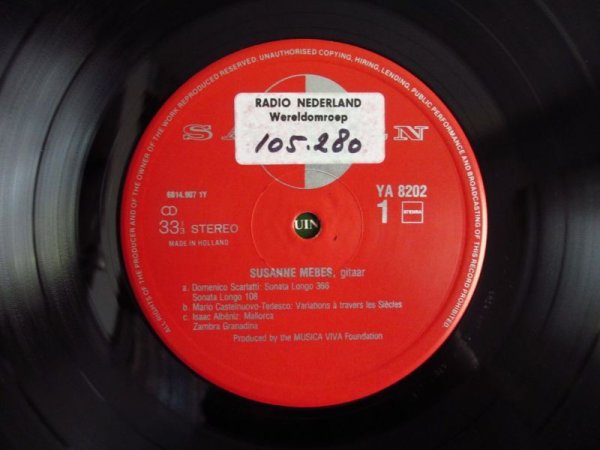 ALL RIGHTS OF THE PRODUCER AND OF THE OWNER OF THE WORK REPRODUCED RESERVED. UNAUTHORISED COPYING, HIRING, LENDING, PUBLIC PERFORMANCE AND BROADCASTING OF THIS RECORD PROHIBITED
RADIO NEDERLAND
Wereldomroep
105.280
6814.907 1Y
YA 8202
33⅓ STEREO
1 STEMRA
MADE IN HOLLAND
UIN
SUSANNE MEBES, gitaar
a. Domenico Scarlatti: Sonata Longo 366
Sonata Longo 108
b. Mario Castelnuovo-Tedesco: Variations à travers les Siècles
c. Isaac Albéniz: Mallorca
Zambra Granadina
Produced by the MUSICA VIVA Foundation